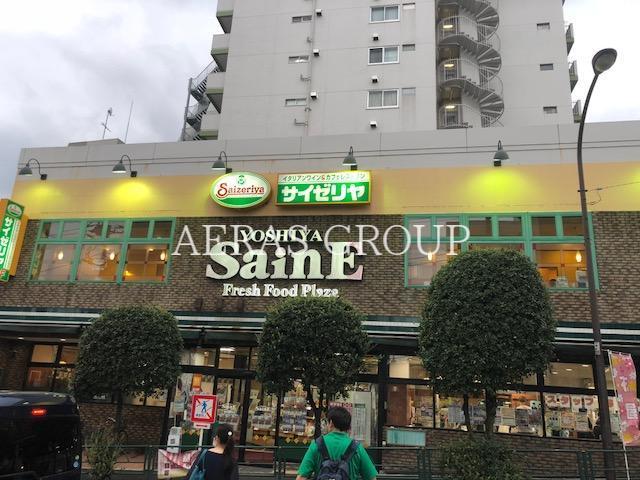 イタリアンワイン&カフェレストラン
Saizeriya
サイゼリヤ
サイゼリヤ
YOSHIYA
AERAS GROUP
SainE
Fresh Food Plaza